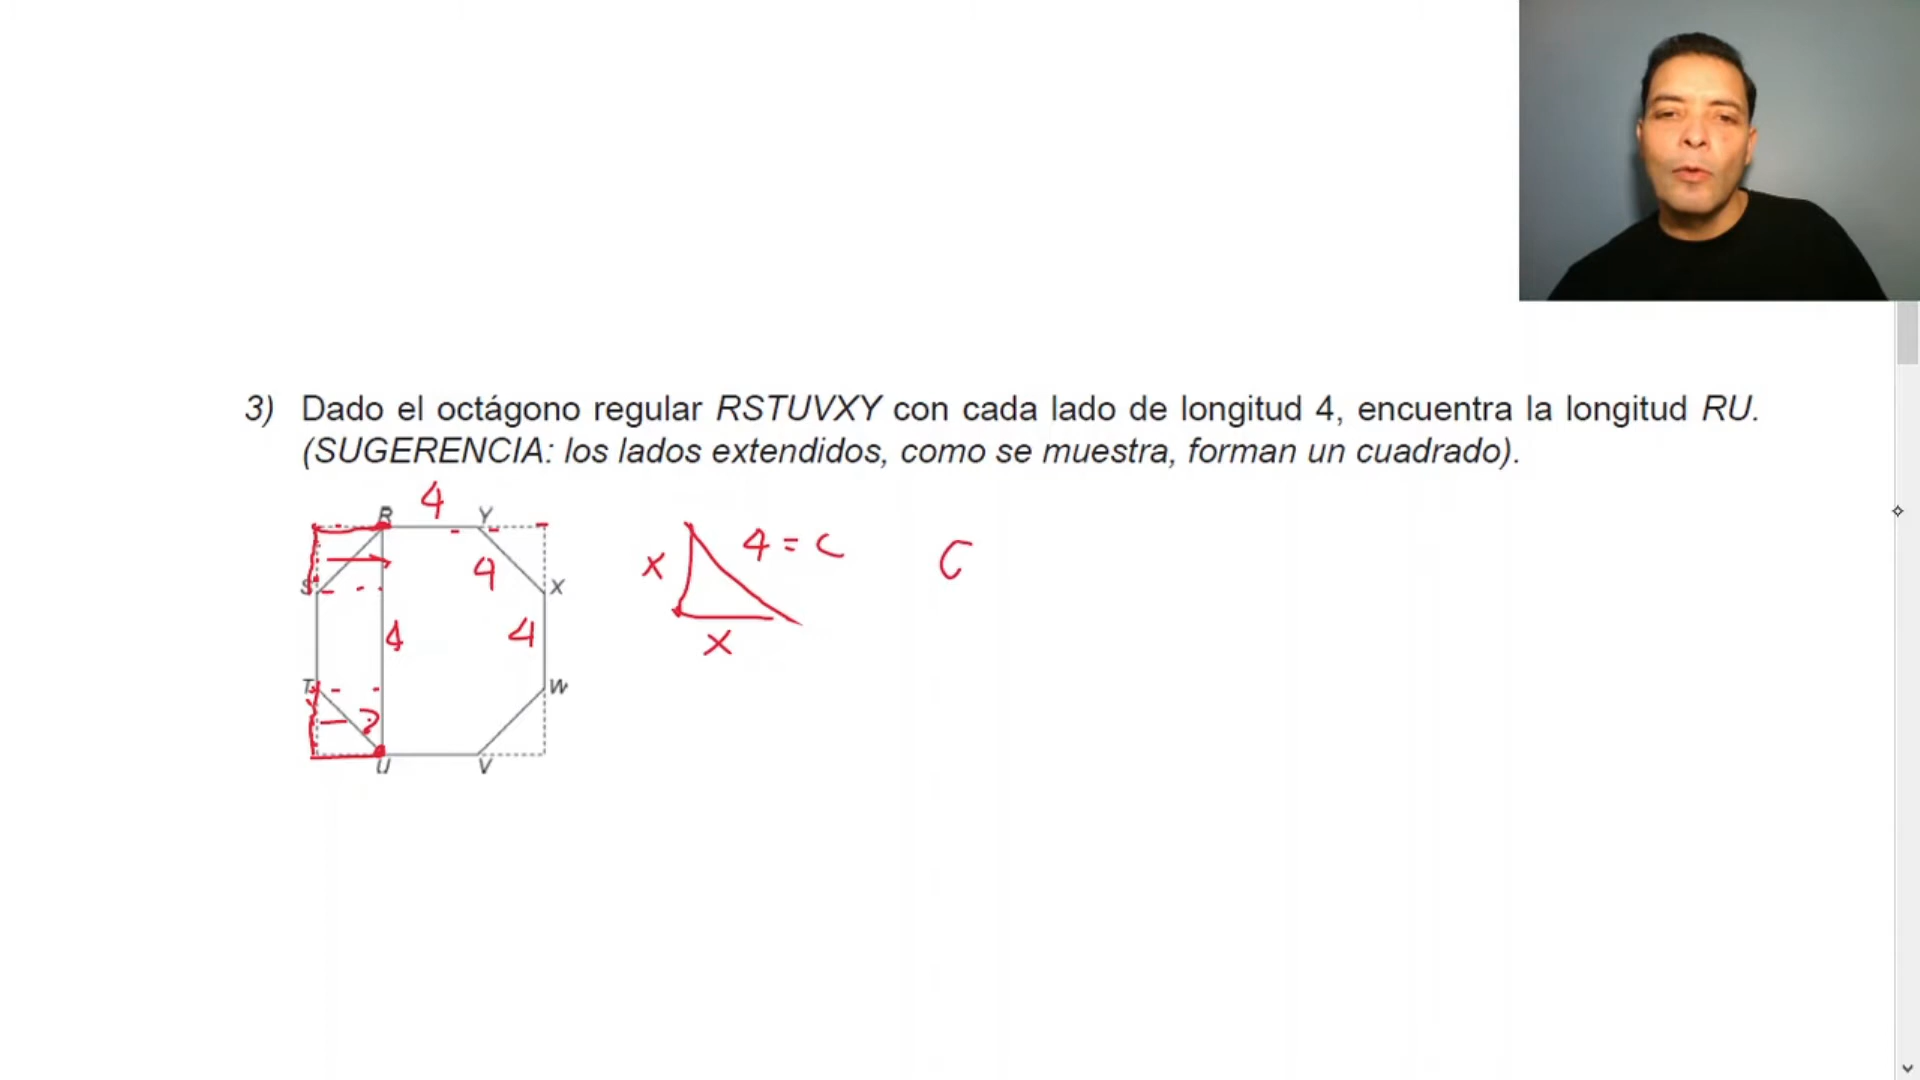 3) Dado el octágono regular RSTUVXY con cada lado de longitud 4, encuentra la longitud RU.
(SUGERENCIA: los lados extendidos, como se muestra, forman un cuadrado).
4
R Y
4
S X
4 4
T W
?
U V
x 4 = c
x
C